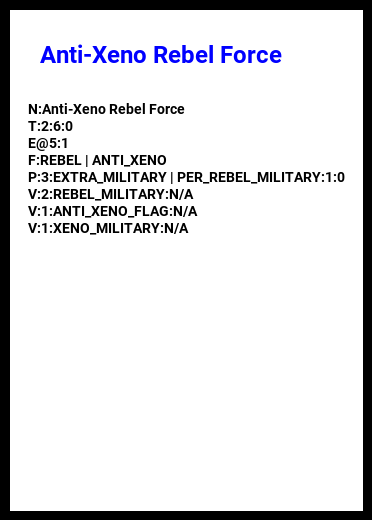 Anti-Xeno Rebel Force
N:Anti-Xeno Rebel Force
T:2:6:0
E@5:1
F:REBEL | ANTI_XENO
P:3:EXTRA_MILITARY | PER_REBEL_MILITARY:1:0
V:2:REBEL_MILITARY:N/A
V:1:ANTI_XENO_FLAG:N/A
V:1:XENO_MILITARY:N/A